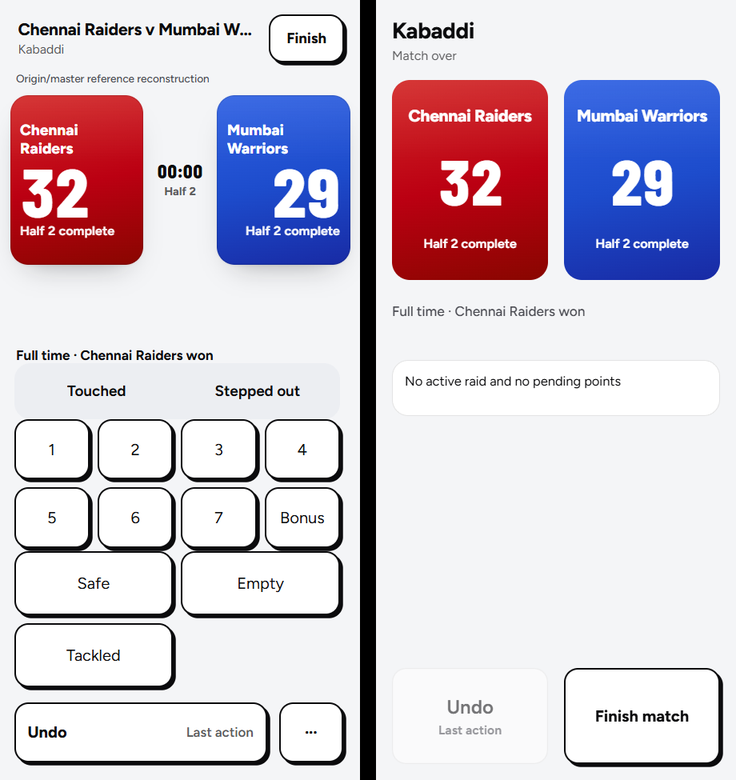 Chennai Raiders v Mumbai W...
Kabaddi
Finish
Origin/master reference reconstruction
Chennai
Raiders
32
Half 2 complete
00:00
Half 2
Mumbai
Warriors
29
Half 2 complete
Full time · Chennai Raiders won
Touched
Stepped out
1
2
3
4
5
6
7
Bonus
Safe
Empty
Tackled
Undo
Last action
...
Kabaddi
Match over
Chennai Raiders
32
Half 2 complete
Mumbai Warriors
29
Half 2 complete
Full time · Chennai Raiders won
No active raid and no pending points
Undo
Last action
Finish match